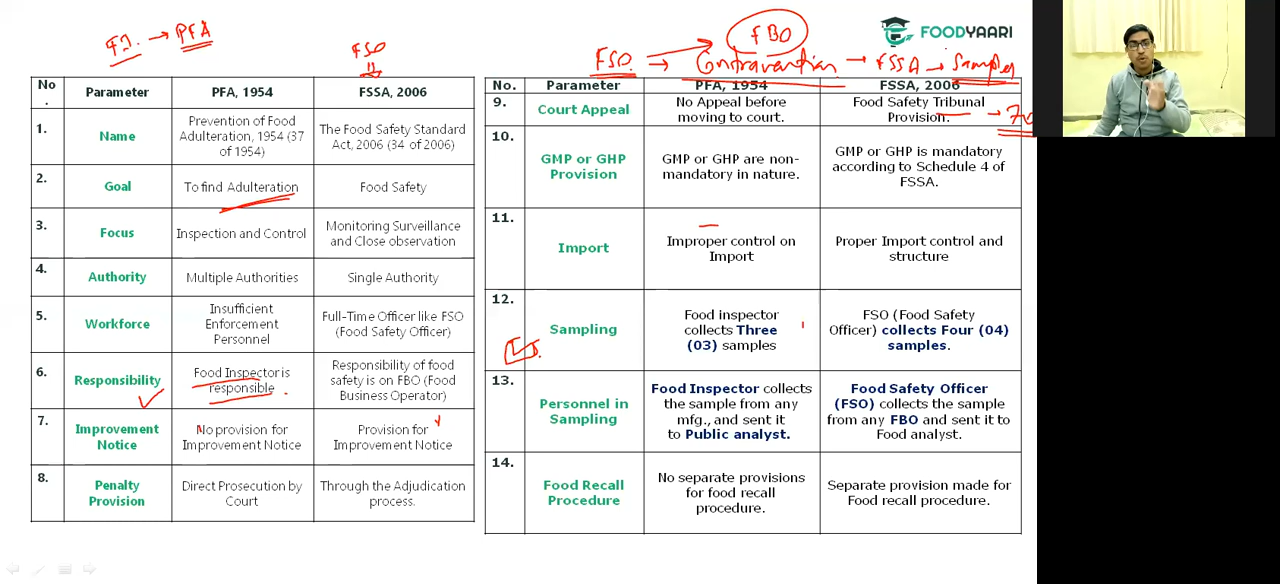 FI. → PFA
FSO
FBO
FSO → Contravention → FSSA → Samples
FOODYAARI
No. Parameter PFA, 1954 FSSA, 2006
1. Name Prevention of Food Adulteration, 1954 (37 of 1954) The Food Safety Standard Act, 2006 (34 of 2006)
2. Goal To find Adulteration Food Safety
3. Focus Inspection and Control Monitoring Surveillance and Close observation
4. Authority Multiple Authorities Single Authority
5. Workforce Insufficient Enforcement Personnel Full-Time Officer like FSO (Food Safety Officer)
6. Responsibility Food Inspector is responsible Responsibility of food safety is on FBO (Food Business Operator)
7. Improvement Notice No provision for Improvement Notice Provision for Improvement Notice
8. Penalty Provision Direct Prosecution by Court Through the Adjudication process.
No. Parameter PFA, 1954 FSSA, 2006
9. Court Appeal No Appeal before moving to court. Food Safety Tribunal Provision.
10. GMP or GHP Provision GMP or GHP are non-mandatory in nature. GMP or GHP is mandatory according to Schedule 4 of FSSA.
11. Import Improper control on Import Proper Import control and structure
12. Sampling Food inspector collects Three (03) samples FSO (Food Safety Officer) collects Four (04) samples.
13. Personnel in Sampling Food Inspector collects the sample from any mfg., and sent it to Public analyst. Food Safety Officer (FSO) collects the sample from any FBO and sent it to Food analyst.
14. Food Recall Procedure No separate provisions for food recall procedure. Separate provision made for Food recall procedure.